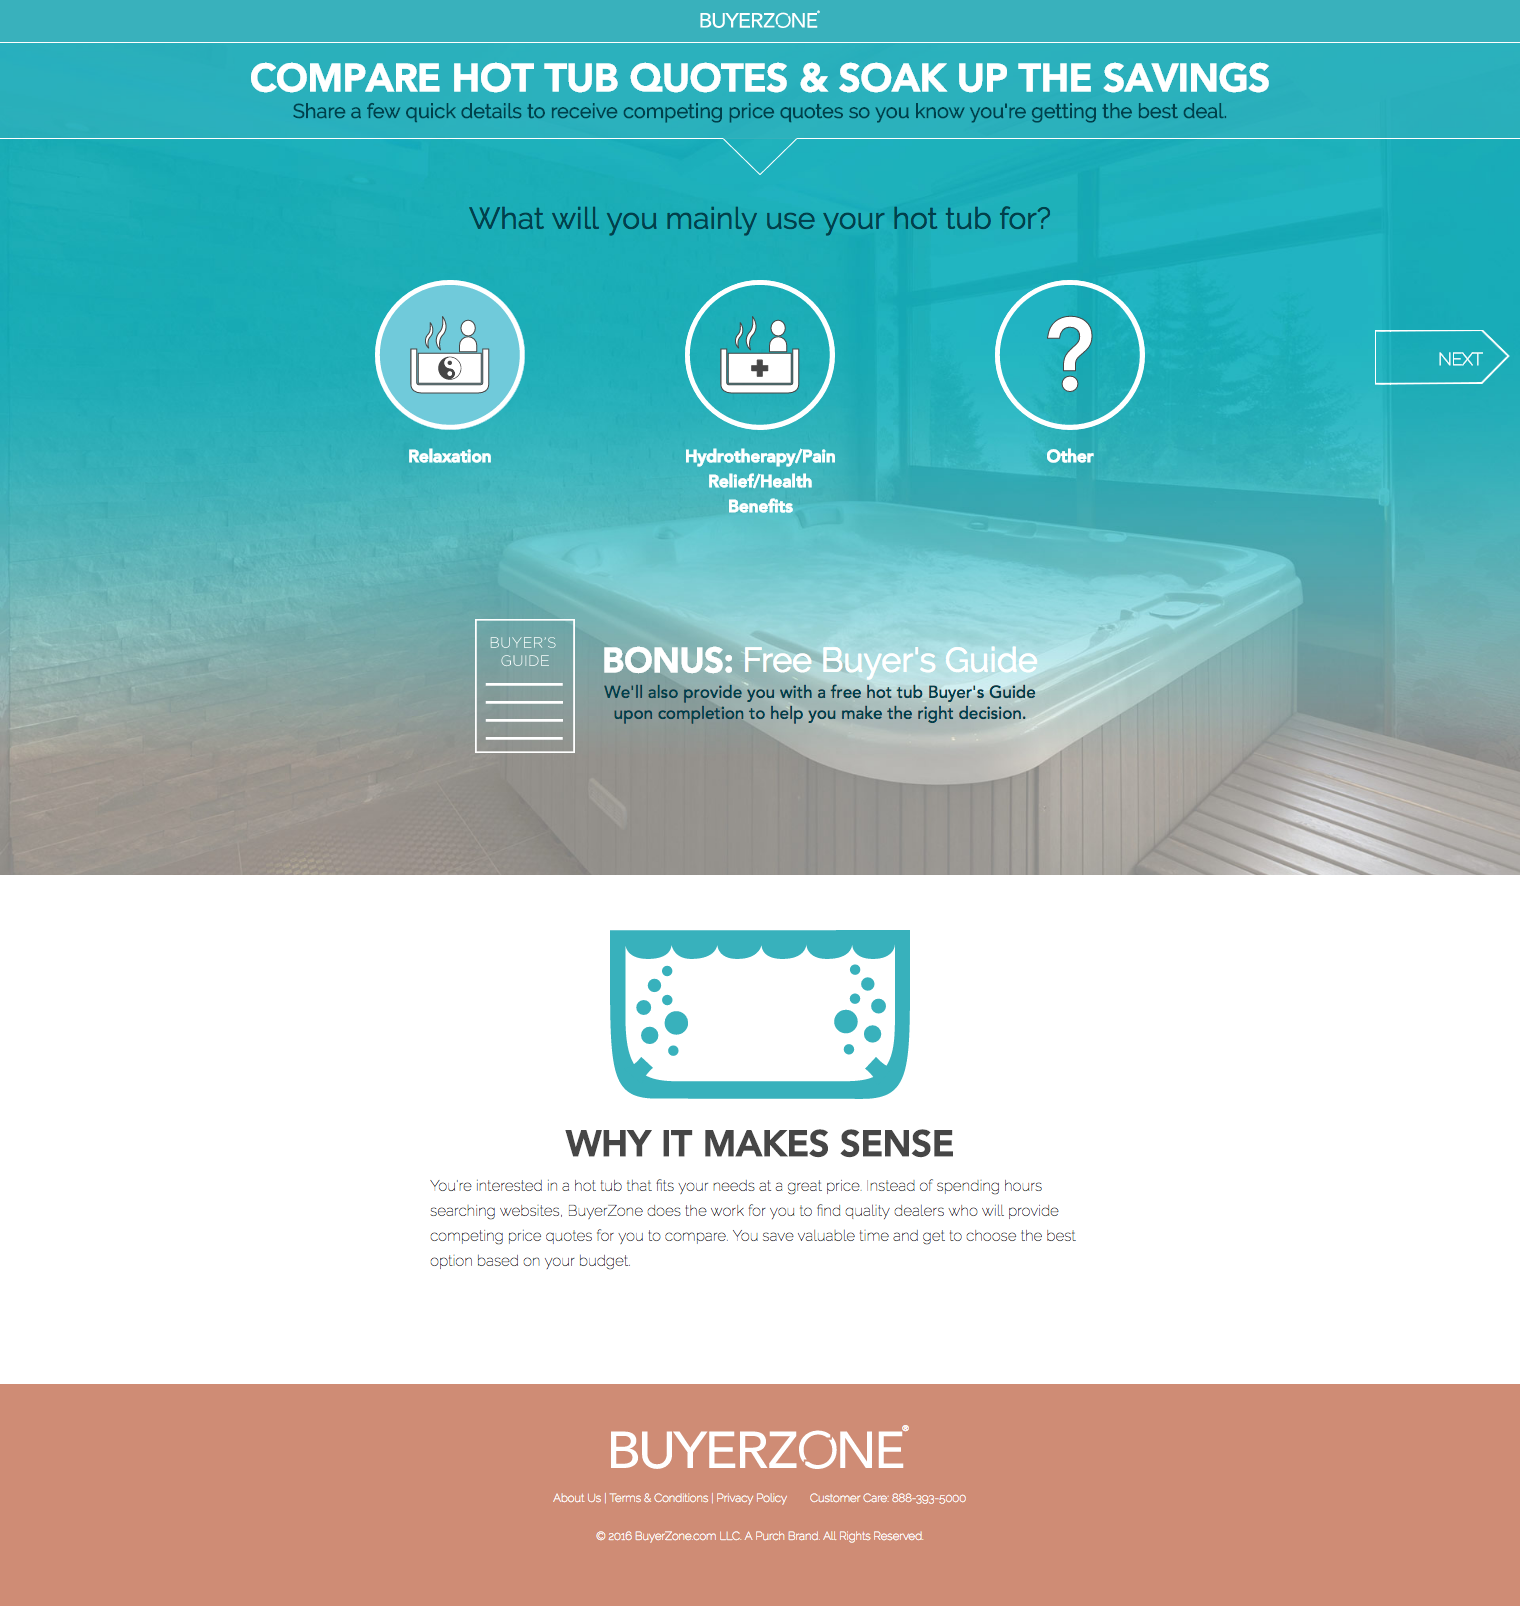 BUYERZONE
COMPARE HOT TUB QUOTES & SOAK UP THE SAVINGS
Share a few quick details to receive competing price quotes so you know you're getting the best deal.
What will you mainly use your hot tub for?
Relaxation
Hydrotherapy/Pain
Relief/Health
Benefits
Other
NEXT
BUYER'S
GUIDE
BONUS: Free Buyer's Guide
We'll also provide you with a free hot tub Buyer's Guide
upon completion to help you make the right decision.
WHY IT MAKES SENSE
You're interested in a hot tub that fits your needs at a great price. Instead of spending hours
searching websites, BuyerZone does the work for you to find quality dealers who will provide
competing price quotes for you to compare. You save valuable time and get to choose the best
option based on your budget.
BUYERZONE®
About Us | Terms & Conditions | Privacy Policy Customer Care: 888-393-5000
© 2016 BuyerZone.com LLC. A Purch Brand. All Rights Reserved.